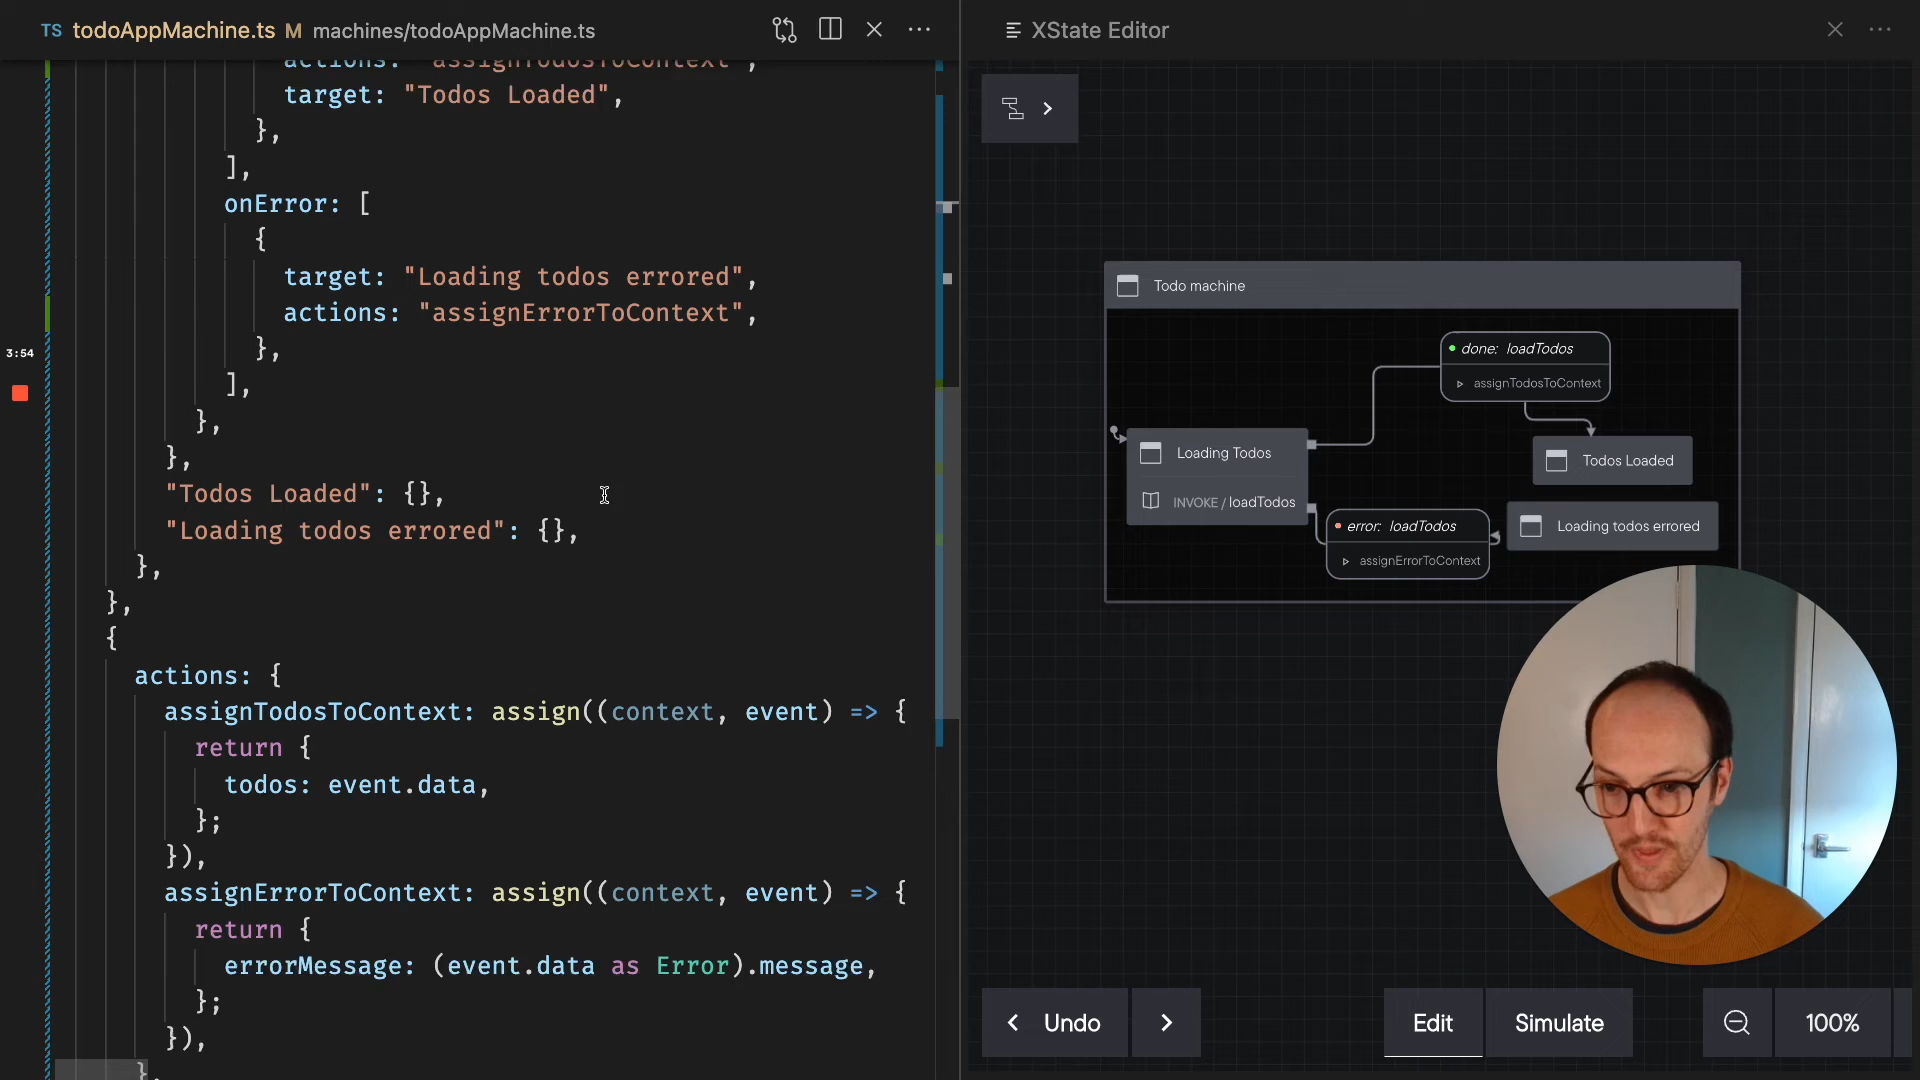 TS todoAppMachine.ts M machines/todoAppMachine.ts
actions: "assignTodosToContext",
target: "Todos Loaded",
},
],
onError: [
{
target: "Loading todos errored",
actions: "assignErrorToContext",
},
],
},
},
"Todos Loaded": {},
"Loading todos errored": {},
},
},
{
actions: {
assignTodosToContext: assign((context, event) => {
return {
todos: event.data,
};
}),
assignErrorToContext: assign((context, event) => {
return {
errorMessage: (event.data as Error).message,
};
}),
},
3:54
XState Editor
Todo machine
done: loadTodos
assignTodosToContext
Loading Todos
INVOKE / loadTodos
Todos Loaded
error: loadTodos
assignErrorToContext
Loading todos errored
Undo
Edit
Simulate
100%